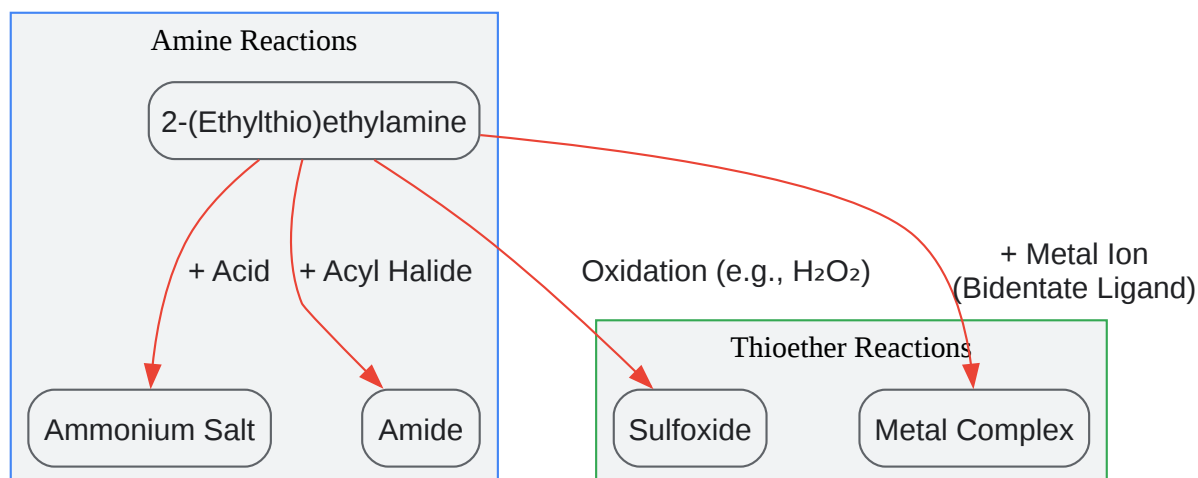 Amine Reactions
2-(Ethylthio)ethylamine
+ Acid
+ Acyl Halide
Oxidation (e.g., H₂O₂)
+ Metal Ion
(Bidentate Ligand)
Thioether Reactions
Ammonium Salt
Amide
Sulfoxide
Metal Complex